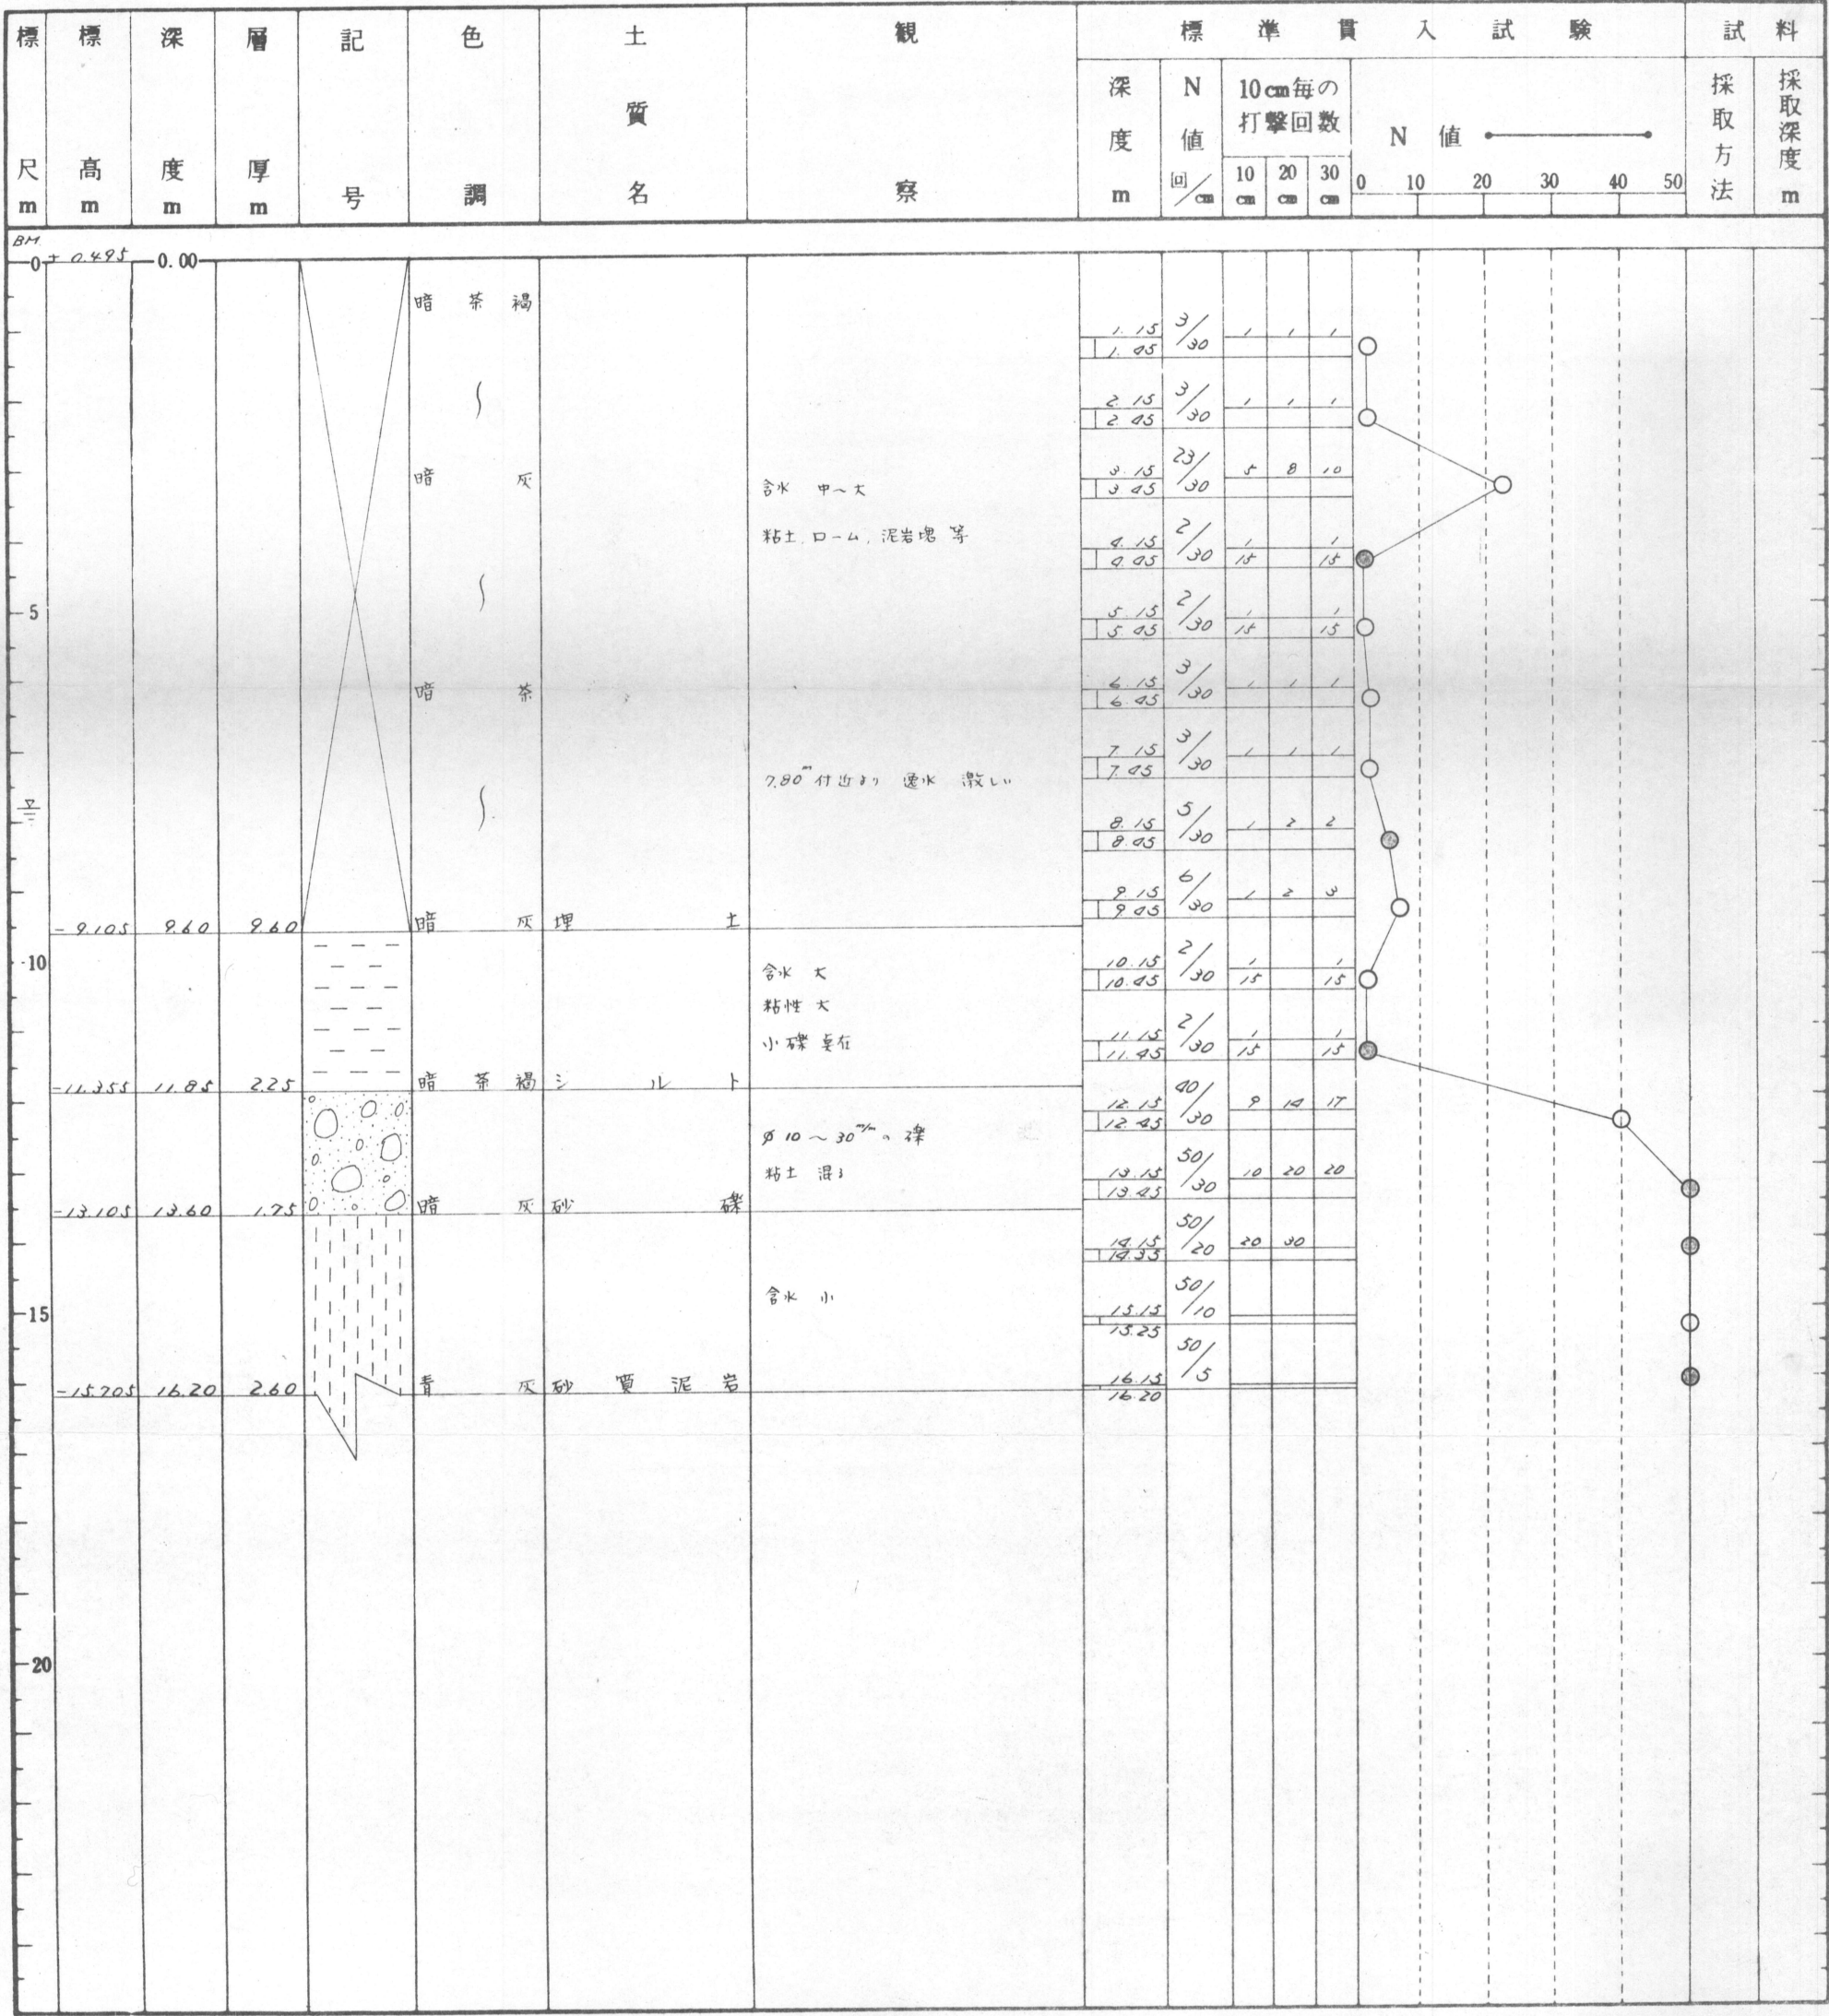 標尺 m
標高 m
深度 m
層厚 m
記号
色調
土質名
観察
標準貫入試験
深度 m
N値 回/cm
10cm毎の打撃回数
10 cm
20 cm
30 cm
N 値
0 10 20 30 40 50
試料
採取方法
採取深度 m
BM
0 ± 0.495 0.00
暗茶褐
1.15 3/30 1 1 1
1.45
2.15 3/30 1 1 1
2.45
暗灰
含水 中~大
3.15 23/30 5 8 10
3.45
粘土, ローム, 泥岩塊 等
4.15 2/30 1 1
4.45 15 15
5
5.15 2/30 1 1
5.45 15 15
暗茶
6.15 3/30 1 1 1
6.45
7.15 3/30 1 1 1
7.45
7.80m 付近より 逸水 激しい
8.15 5/30 1 2 2
8.45
9.15 6/30 1 2 3
9.45
-9.105 9.60 9.60 暗灰 埋土
10
含水 大
10.15 2/30 1 1
10.45 15 15
粘性 大
小礫 点在
11.15 2/30 1 1
11.45 15 15
-11.355 11.85 2.25 暗茶褐 シルト
12.15 40/30 9 14 17
12.45
φ 10 ~ 30m/m の 礫
粘土 混る
13.15 50/30 10 20 20
13.45
-13.105 13.60 1.75 暗灰 砂礫
14.15 50/20 20 30
14.35
含水 小
15
15.15 50/10
15.25
-15.705 16.20 2.60 青灰 砂質泥岩
16.15 50/5
16.20
20